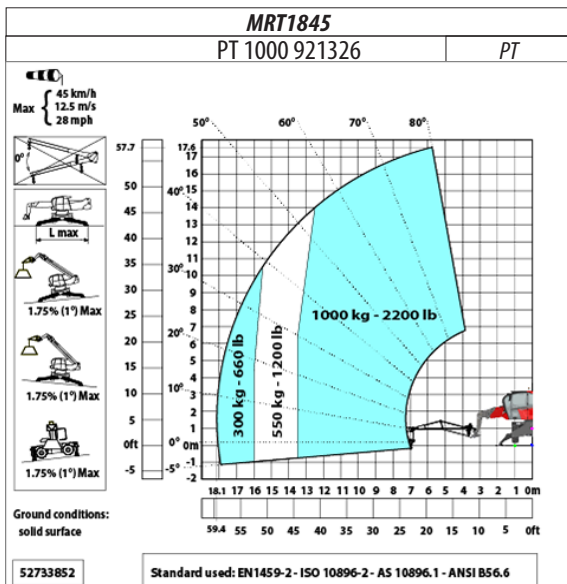 MRT1845
PT 1000 921326 PT
Max { 45 km/h
12.5 m/s
28 mph
0°
L max
1.75% (1°) Max
1.75% (1°) Max
1.75% (1°) Max
Ground conditions:
solid surface
52733852
50° 60° 70° 80°
40°
30°
20°
10°
0°
-5°
57.7
50
45
40
35
30
25
20
15
10
5
0ft
-5
17.6
17
16
15
14
13
12
11
10
9
8
7
6
5
4
3
2
1
0m
-1
-2
300 kg - 660 lb
550 kg - 1200 lb
1000 kg - 2200 lb
18.1 17 16 15 14 13 12 11 10 9 8 7 6 5 4 3 2 1 0m
59.4 55 50 45 40 35 30 25 20 15 10 5 0ft
Standard used: EN1459-2 - ISO 10896-2 - AS 10896.1 - ANSI B56.6